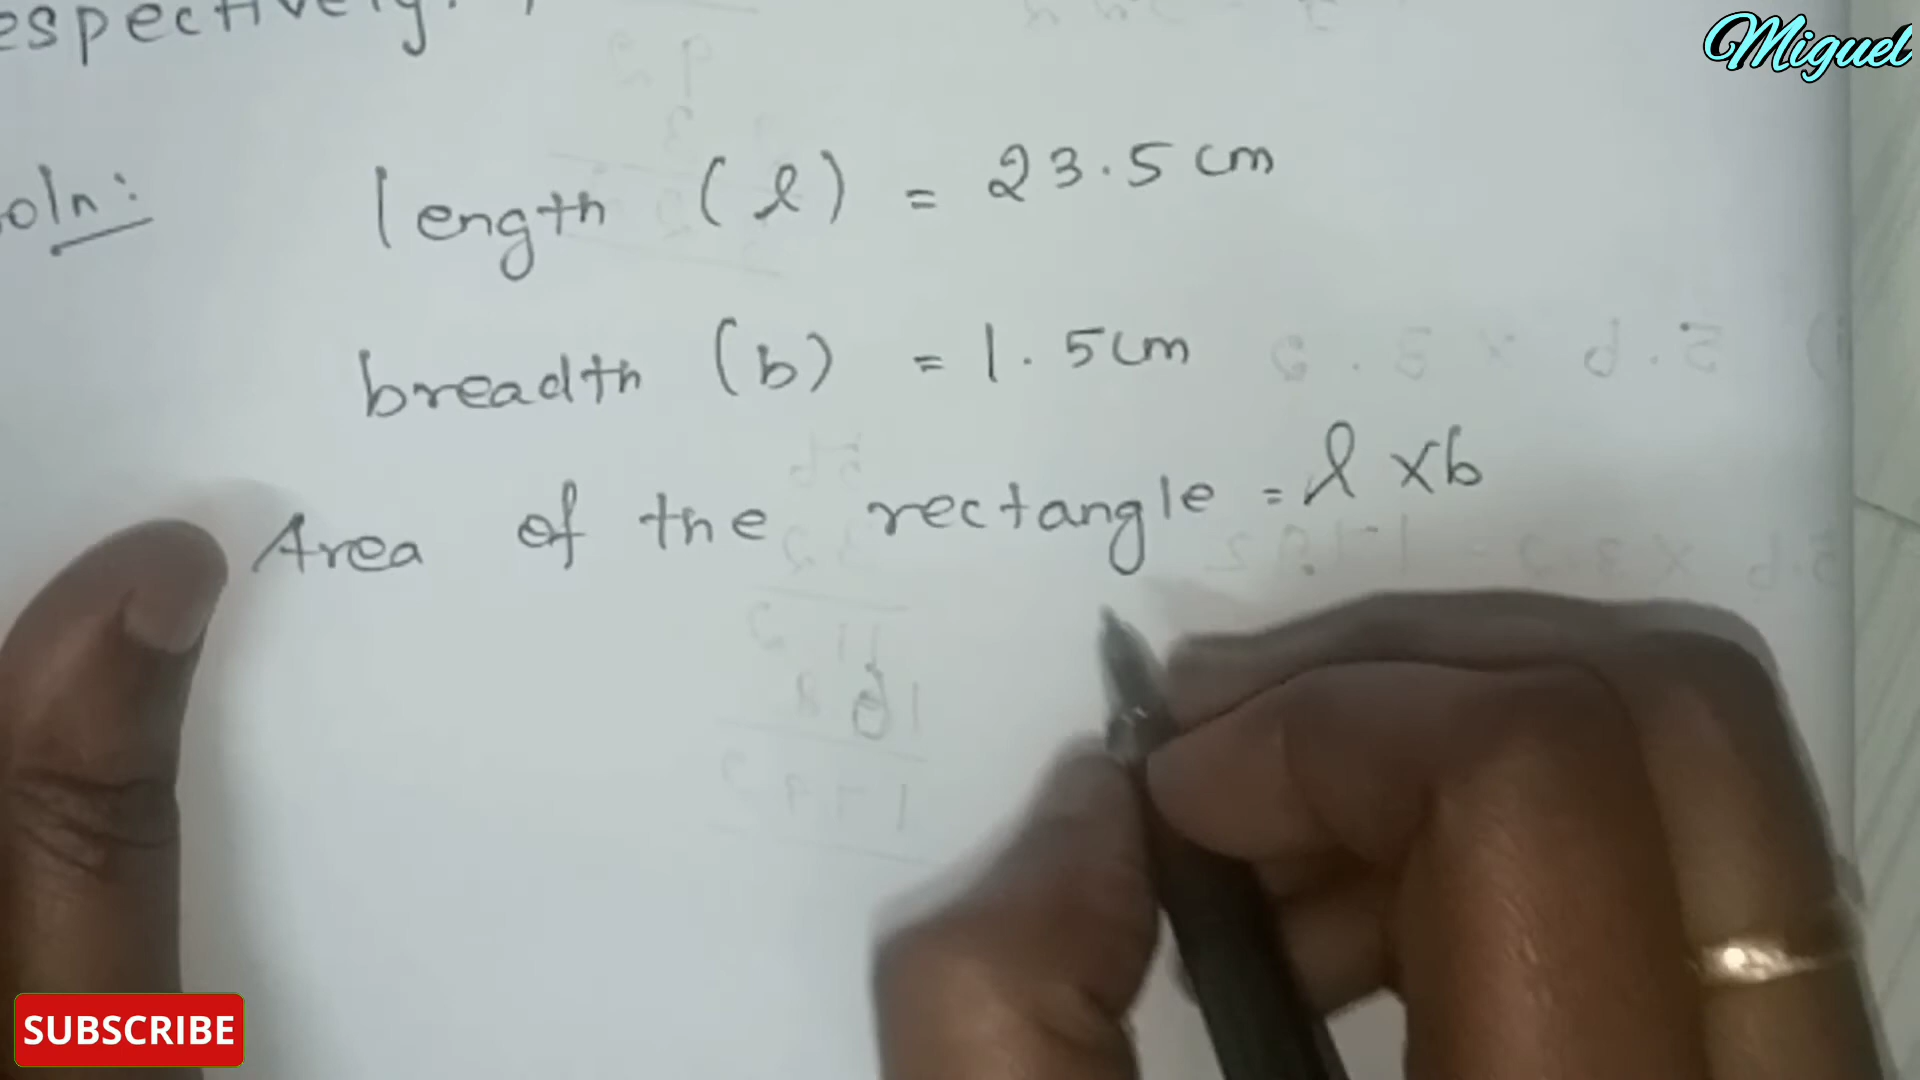 espectively.
Miguel
oln:
length (l) = 23.5 cm
breadth (b) = 1.5 cm
Area of the rectangle = l × b
SUBSCRIBE